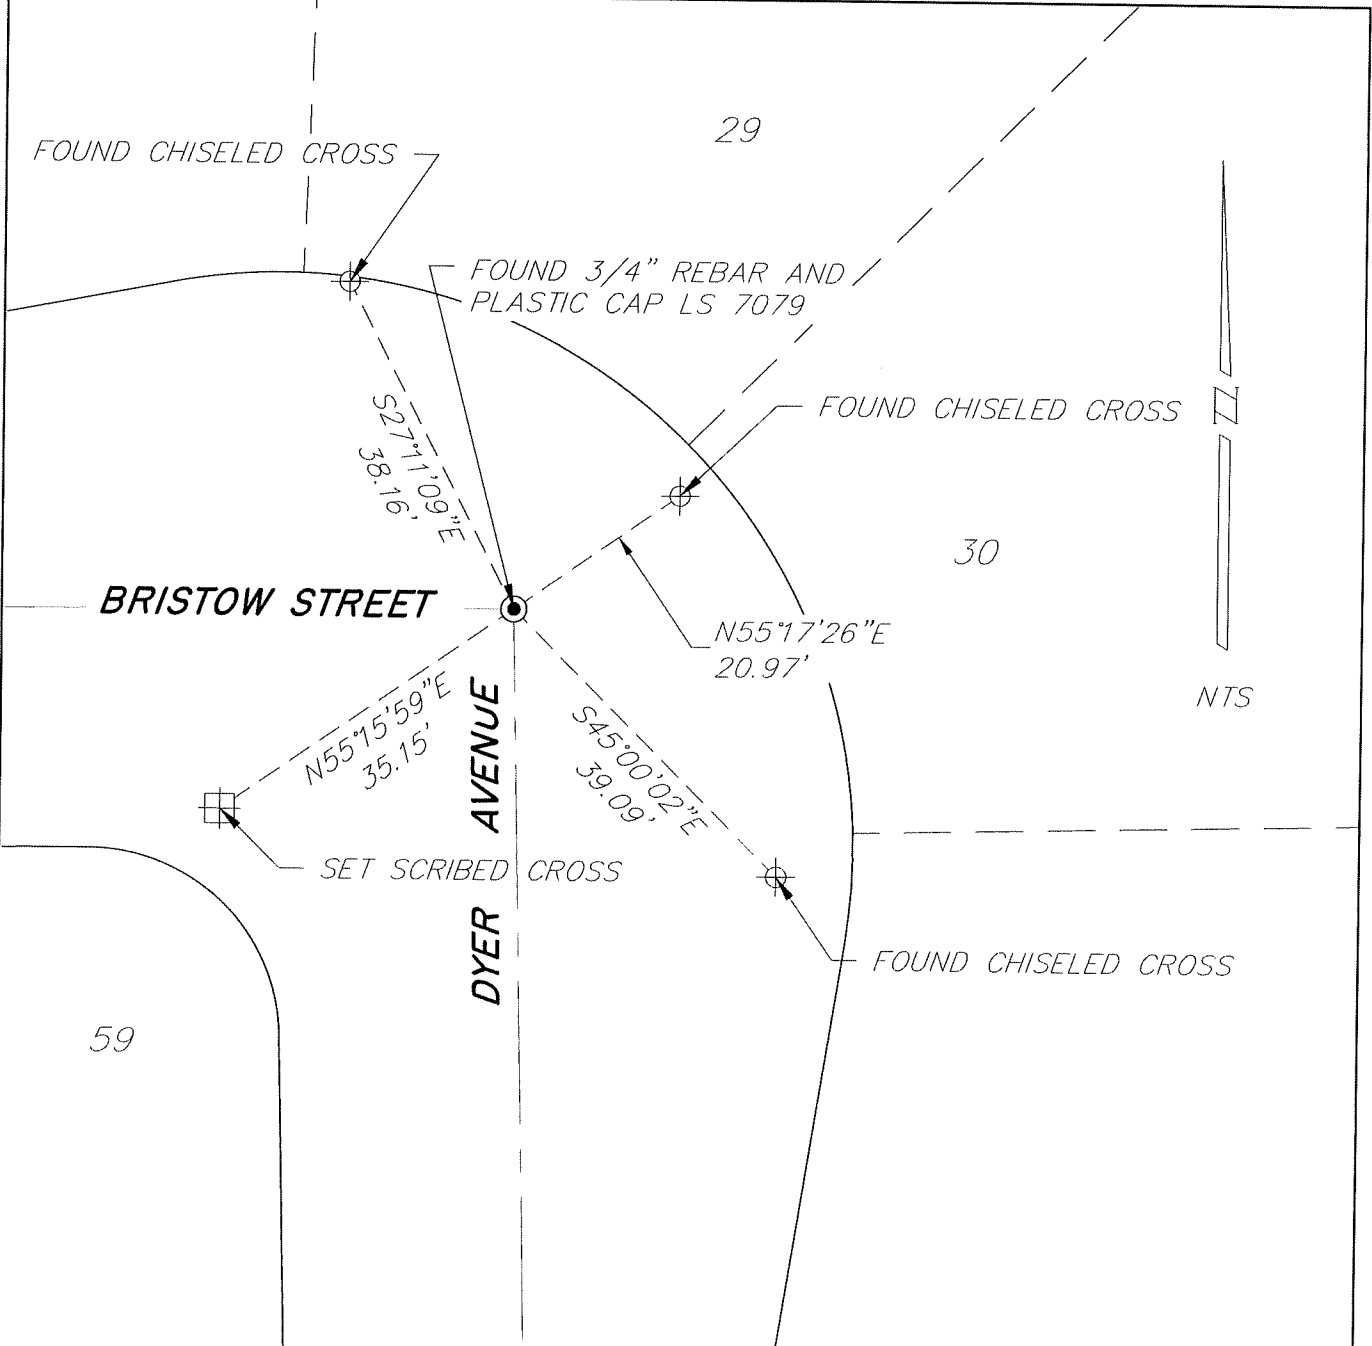 29
FOUND CHISELED CROSS
FOUND 3/4" REBAR AND
PLASTIC CAP LS 7079
S27°11'09"E
38.16'
FOUND CHISELED CROSS
N
30
BRISTOW STREET
N55°17'26"E
20.97'
NTS
N55°15'59"E
35.15'
DYER AVENUE
S45°00'02"E
39.09'
SET SCRIBED CROSS
FOUND CHISELED CROSS
59